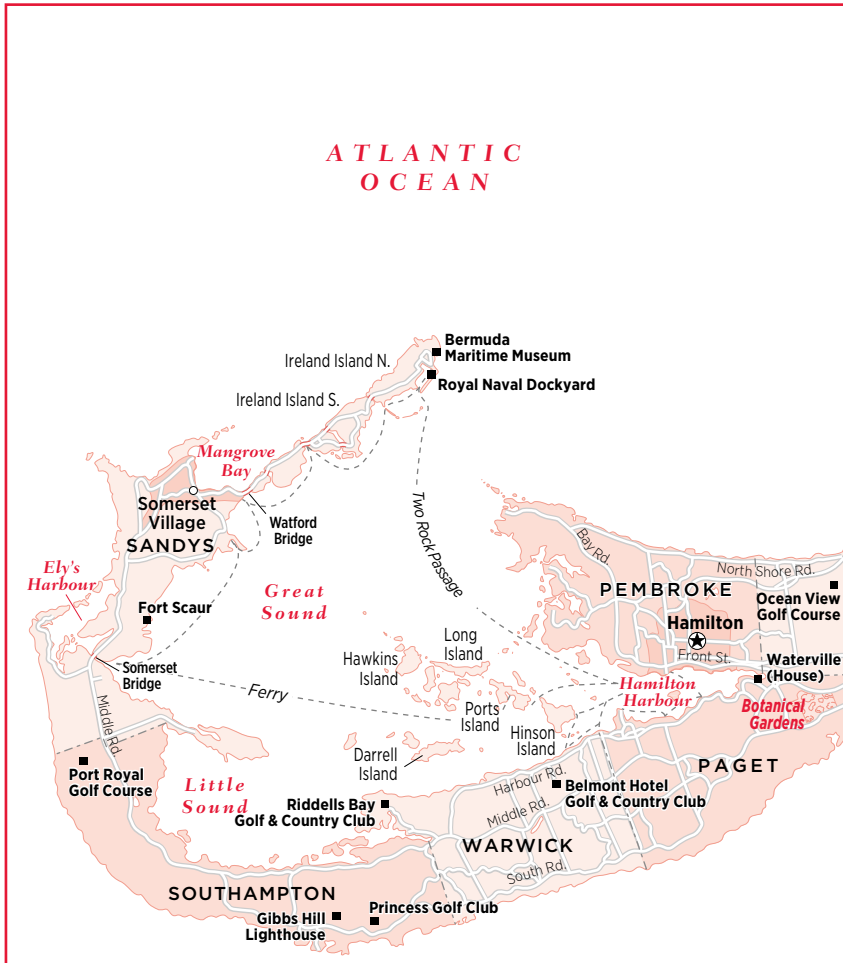 ATLANTIC
OCEAN
Bermuda
Maritime Museum
Ireland Island N.
Royal Naval Dockyard
Ireland Island S.
Mangrove
Bay
Somerset
Village
Watford
Bridge
SANDYS
Two Rock Passage
Bay Rd.
North Shore Rd.
Ely's
Harbour
Great
Sound
PEMBROKE
Ocean View
Golf Course
Fort Scaur
Hamilton
Long
Island
Front St.
Hawkins
Island
Waterville
(House)
Somerset
Bridge
Ferry
Hamilton
Harbour
Ports
Island
Botanical
Gardens
Middle Rd.
Hinson
Island
Darrell
Island
PAGET
Port Royal
Golf Course
Little
Sound
Harbour Rd.
Belmont Hotel
Golf & Country Club
Riddells Bay
Golf & Country Club
Middle Rd.
WARWICK
South Rd.
SOUTHAMPTON
Gibbs Hill
Lighthouse
Princess Golf Club